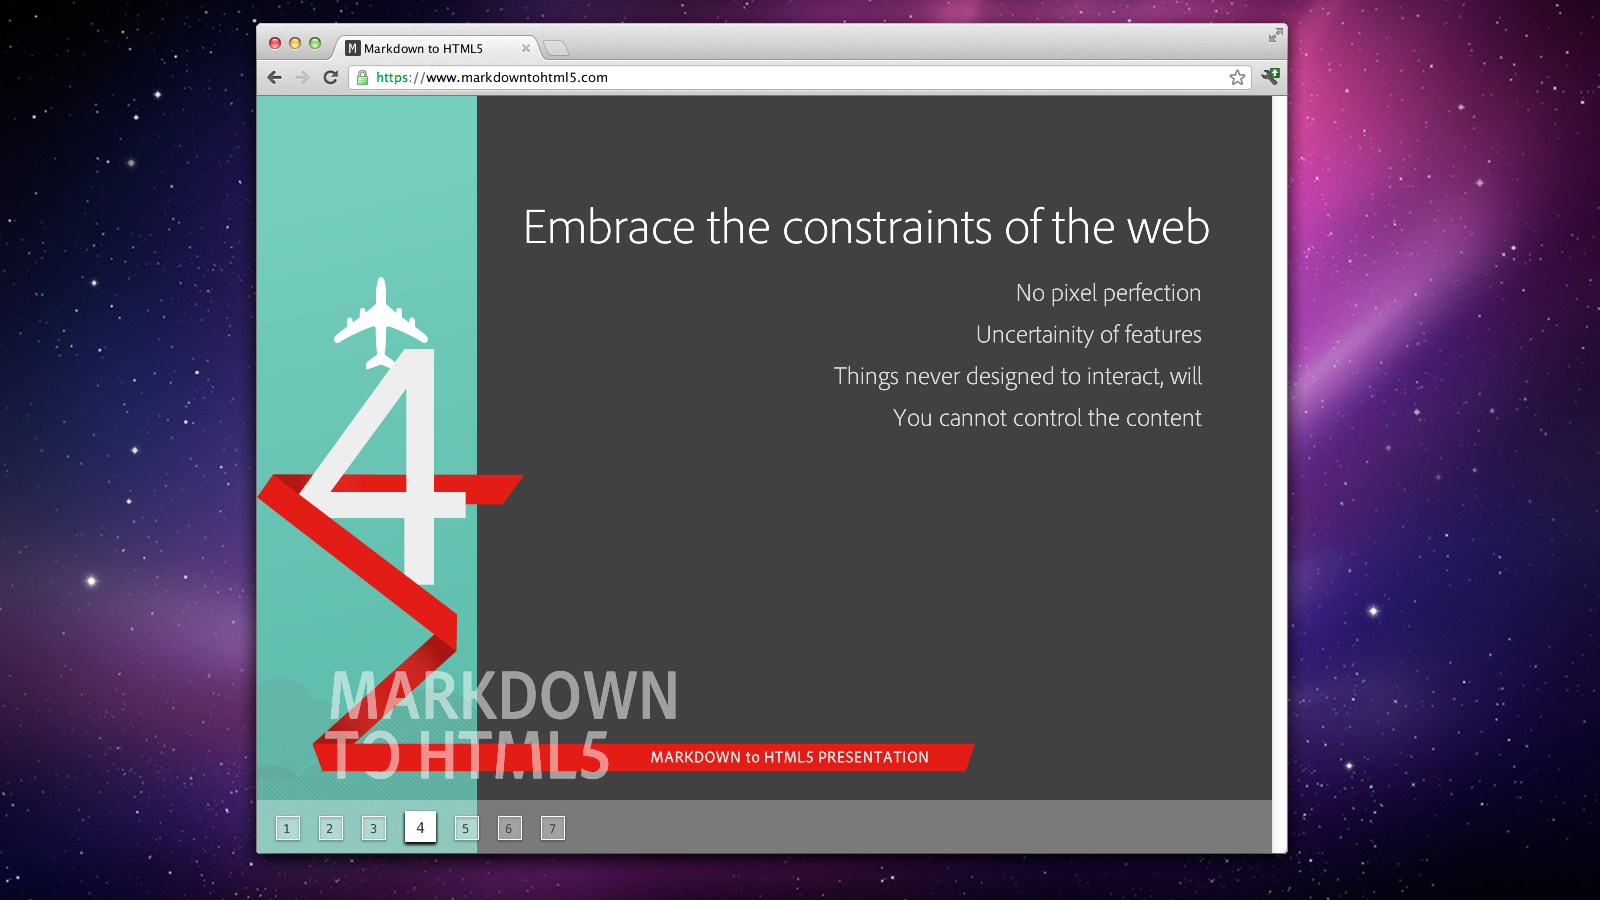 M Markdown to HTML5
https://www.markdowntohtml5.com
Embrace the constraints of the web
No pixel perfection
Uncertainity of features
Things never designed to interact, will
You cannot control the content
4
MARKDOWN
TO HTML5
MARKDOWN to HTML5 PRESENTATION
1 2 3 4 5 6 7